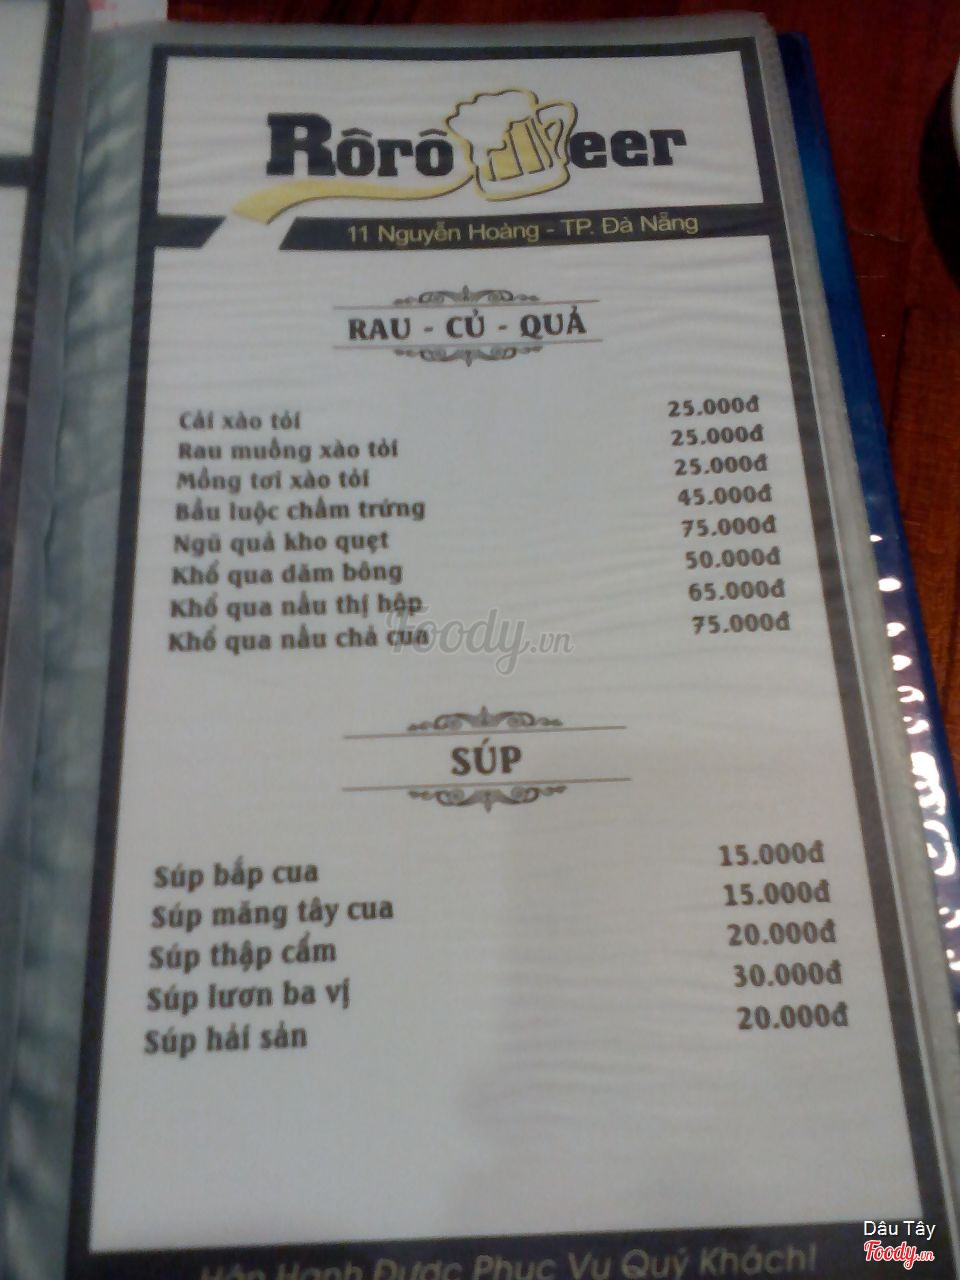 Rôrô Beer
11 Nguyễn Hoàng - TP. Đà Nẵng
RAU - CỦ - QUẢ
Cải xào tỏi 25.000đ
Rau muống xào tỏi 25.000đ
Mồng tơi xào tỏi 25.000đ
Bầu luộc chấm trứng 45.000đ
Ngũ quả kho quẹt 75.000đ
Khổ qua dăm bông 50.000đ
Khổ qua nấu thị hộp 65.000đ
Khổ qua nấu chả cua 75.000đ
Foody.vn
SÚP
Súp bắp cua 15.000đ
Súp măng tây cua 15.000đ
Súp thập cẩm 20.000đ
Súp lươn ba vị 30.000đ
Súp hải sản 20.000đ
Hạnh Được Phục Vụ Quý Khách!
Dâu Tây
Foody.vn